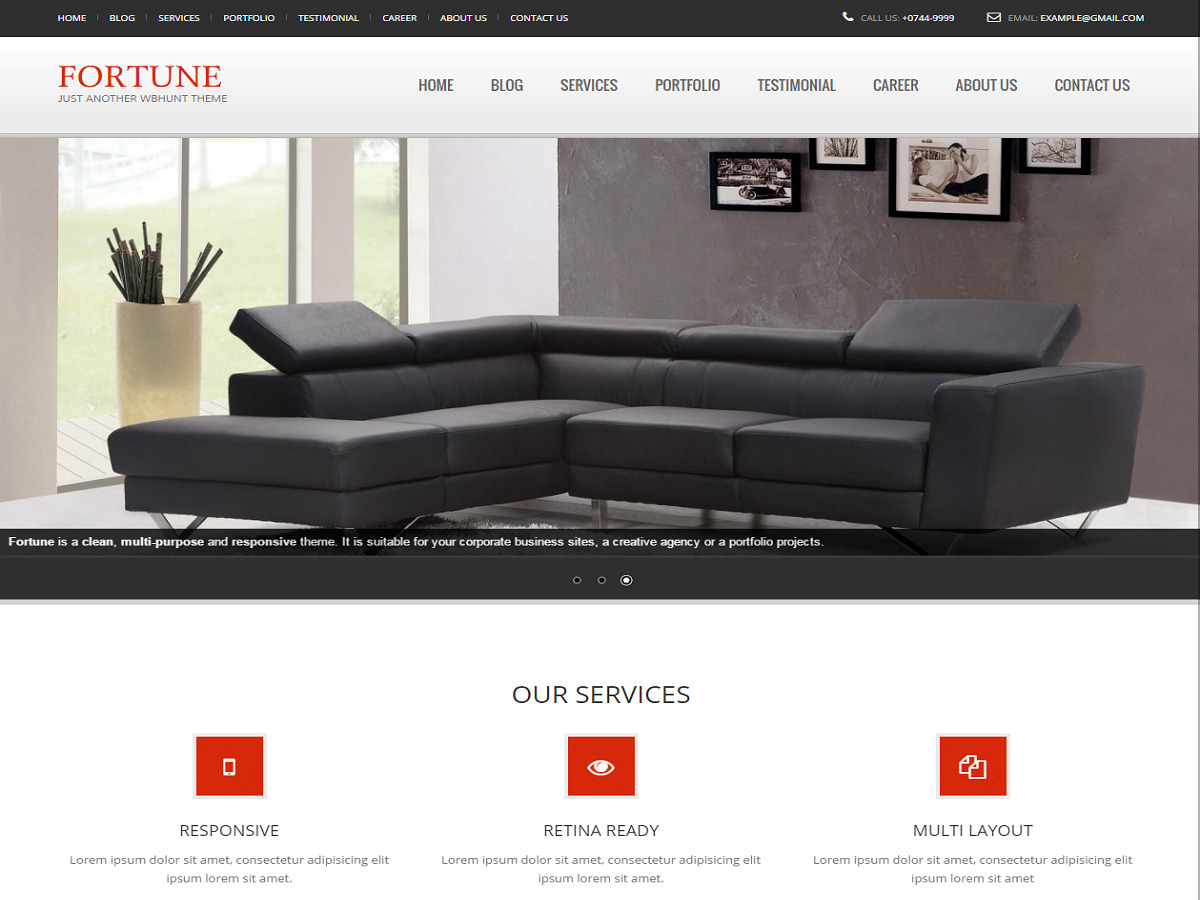 HOME BLOG SERVICES PORTFOLIO TESTIMONIAL CAREER ABOUT US CONTACT US CALL US: +0744-9999 EMAIL: EXAMPLE@GMAIL.COM
FORTUNE
JUST ANOTHER WBHUNT THEME
HOME BLOG SERVICES PORTFOLIO TESTIMONIAL CAREER ABOUT US CONTACT US
Fortune is a clean, multi-purpose and responsive theme. It is suitable for your corporate business sites, a creative agency or a portfolio projects.
OUR SERVICES
RESPONSIVE
Lorem ipsum dolor sit amet, consectetur adipisicing elit
ipsum lorem sit amet.
RETINA READY
Lorem ipsum dolor sit amet, consectetur adipisicing elit
ipsum lorem sit amet.
MULTI LAYOUT
Lorem ipsum dolor sit amet, consectetur adipisicing elit
ipsum lorem sit amet